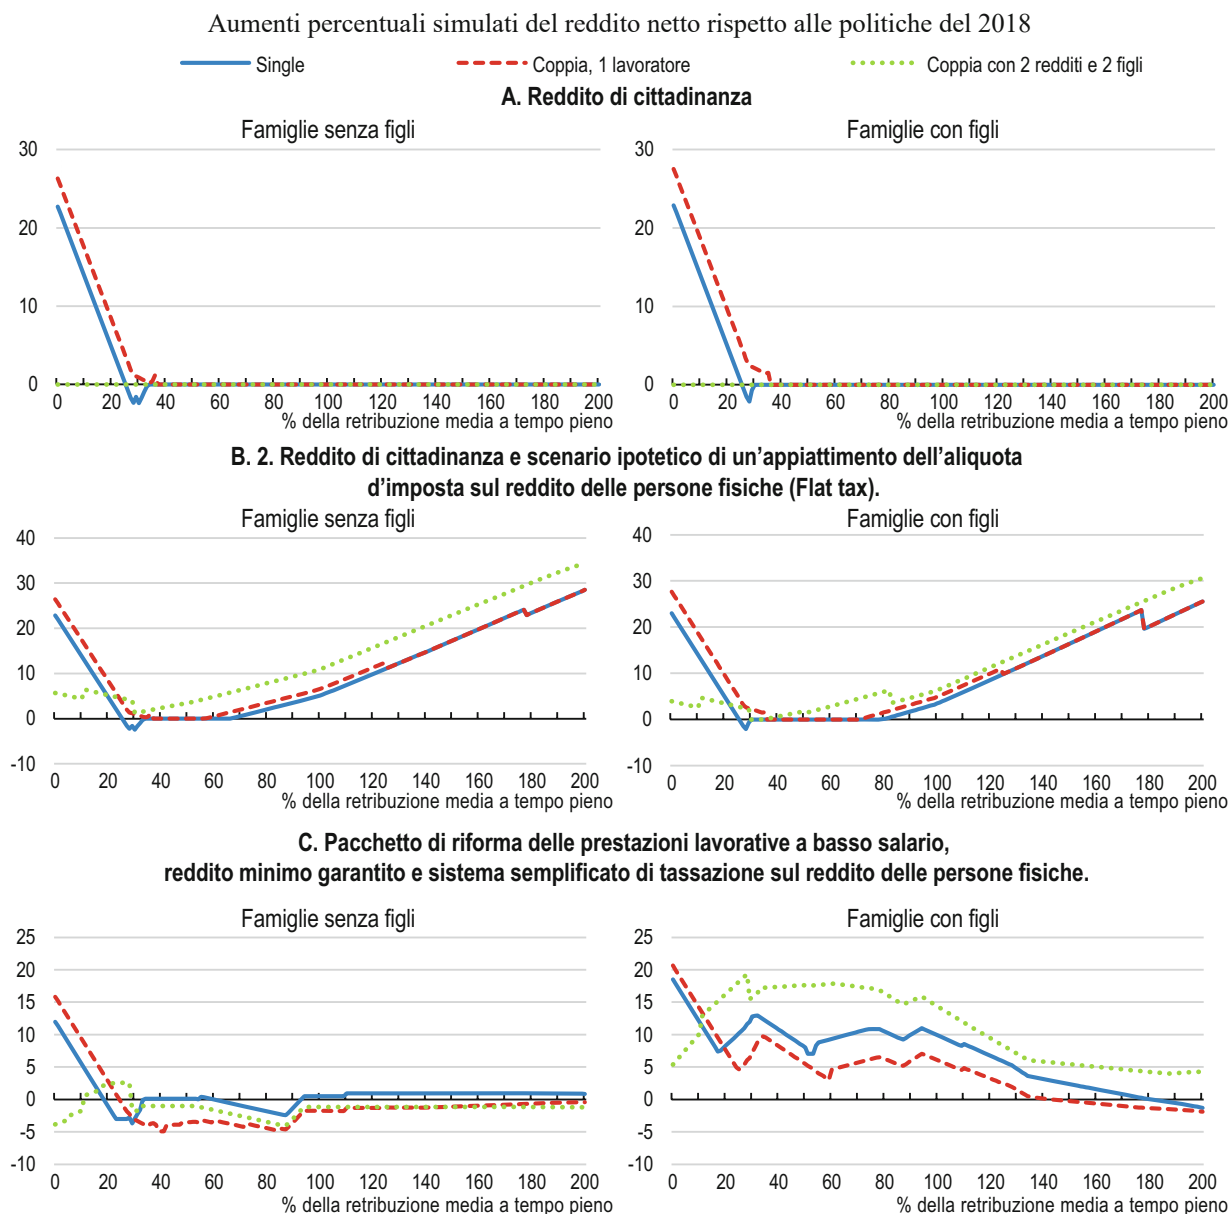 Aumenti percentuali simulati del reddito netto rispetto alle politiche del 2018
Single Coppia, 1 lavoratore Coppia con 2 redditi e 2 figli
A. Reddito di cittadinanza
Famiglie senza figli
30
20
10
0
0 20 40 60 80 100 120 140 160 180 200
% della retribuzione media a tempo pieno
Famiglie con figli
30
20
10
0
0 20 40 60 80 100 120 140 160 180 200
% della retribuzione media a tempo pieno
B. 2. Reddito di cittadinanza e scenario ipotetico di un'appiattimento dell'aliquota
d'imposta sul reddito delle persone fisiche (Flat tax).
Famiglie senza figli
40
30
20
10
0
-10
0 20 40 60 80 100 120 140 160 180 200
% della retribuzione media a tempo pieno
Famiglie con figli
40
30
20
10
0
-10
0 20 40 60 80 100 120 140 160 180 200
% della retribuzione media a tempo pieno
C. Pacchetto di riforma delle prestazioni lavorative a basso salario,
reddito minimo garantito e sistema semplificato di tassazione sul reddito delle persone fisiche.
Famiglie senza figli
25
20
15
10
5
0
-5
-10
0 20 40 60 80 100 120 140 160 180 200
% della retribuzione media a tempo pieno
Famiglie con figli
25
20
15
10
5
0
-5
-10
0 20 40 60 80 100 120 140 160 180 200
% della retribuzione media a tempo pieno